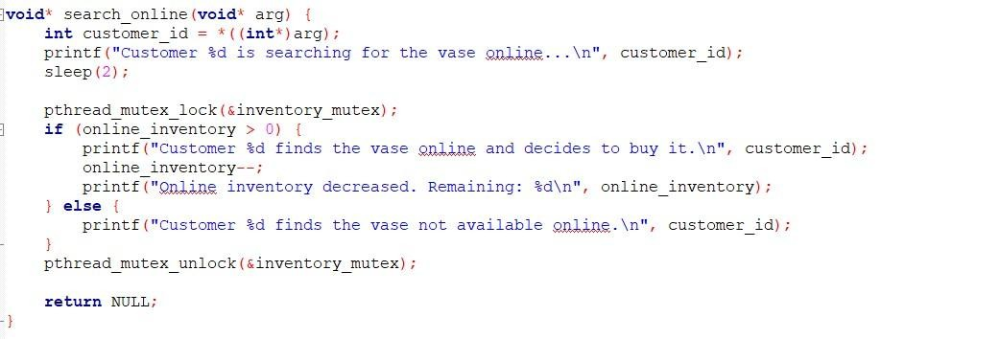 void* search_online(void* arg) {
    int customer_id = *((int*)arg);
    printf("Customer %d is searching for the vase online...\n", customer_id);
    sleep(2);

    pthread_mutex_lock(&inventory_mutex);
    if (online_inventory > 0) {
        printf("Customer %d finds the vase online and decides to buy it.\n", customer_id);
        online_inventory--;
        printf("Online inventory decreased. Remaining: %d\n", online_inventory);
    } else {
        printf("Customer %d finds the vase not available online.\n", customer_id);
    }
    pthread_mutex_unlock(&inventory_mutex);

    return NULL;
}